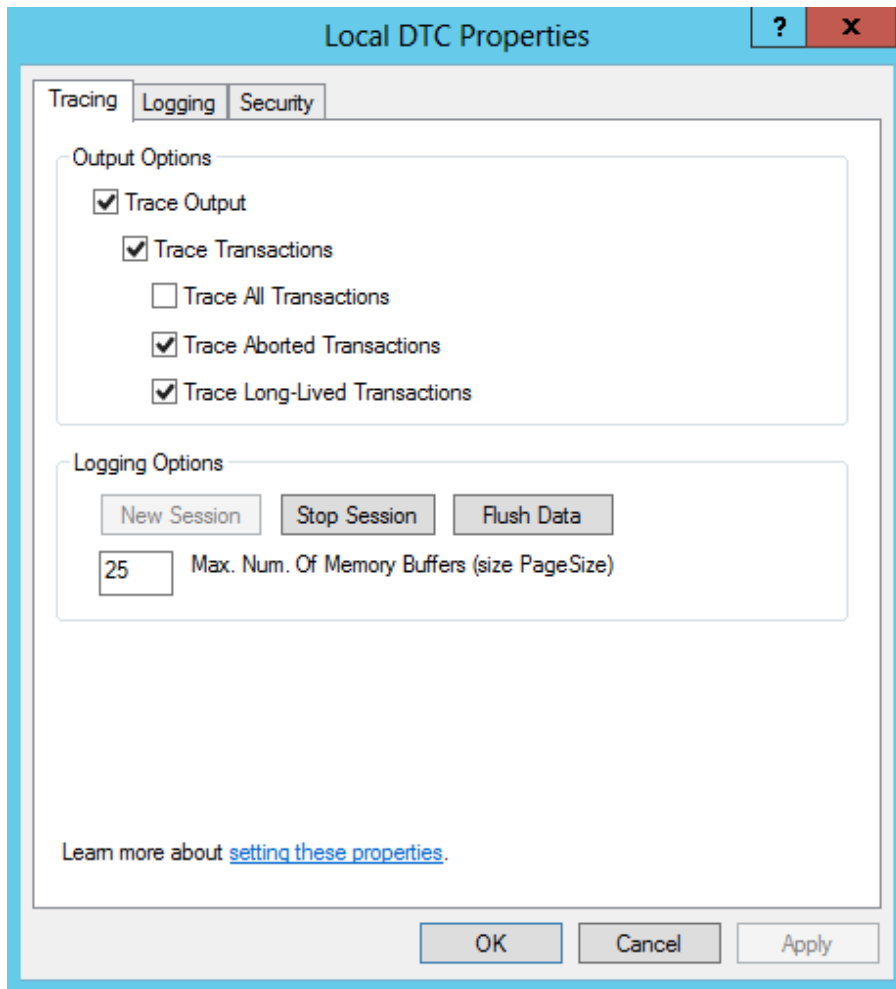 Local DTC Properties
? x
Tracing Logging Security
Output Options
Trace Output
Trace Transactions
Trace All Transactions
Trace Aborted Transactions
Trace Long-Lived Transactions
Logging Options
New Session Stop Session Flush Data
25 Max. Num. Of Memory Buffers (size PageSize)
Learn more about setting these properties.
OK Cancel Apply